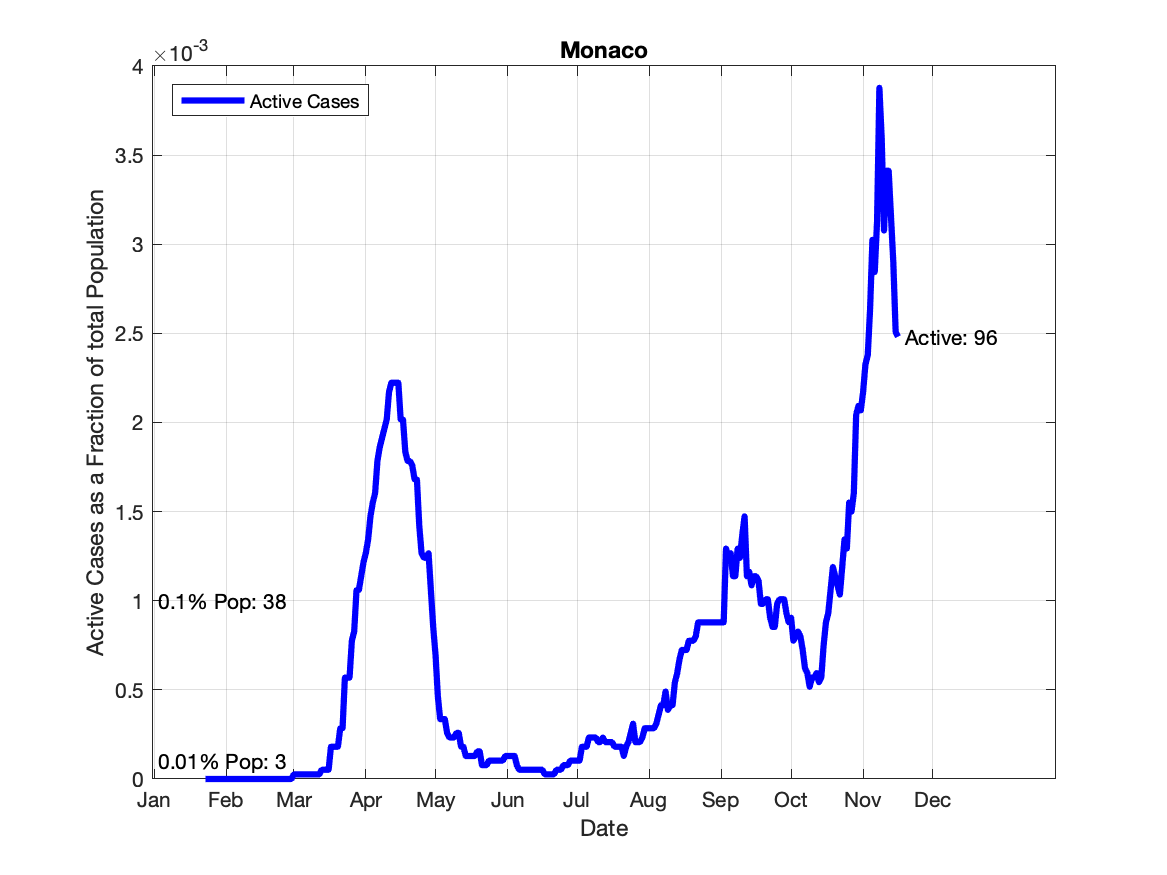 Monaco
×10-3
Active Cases
4
3.5
3
2.5
2
1.5
1
0.5
0
Active Cases as a Fraction of total Population
Active: 96
0.1% Pop: 38
0.01% Pop: 3
Jan Feb Mar Apr May Jun Jul Aug Sep Oct Nov Dec
Date